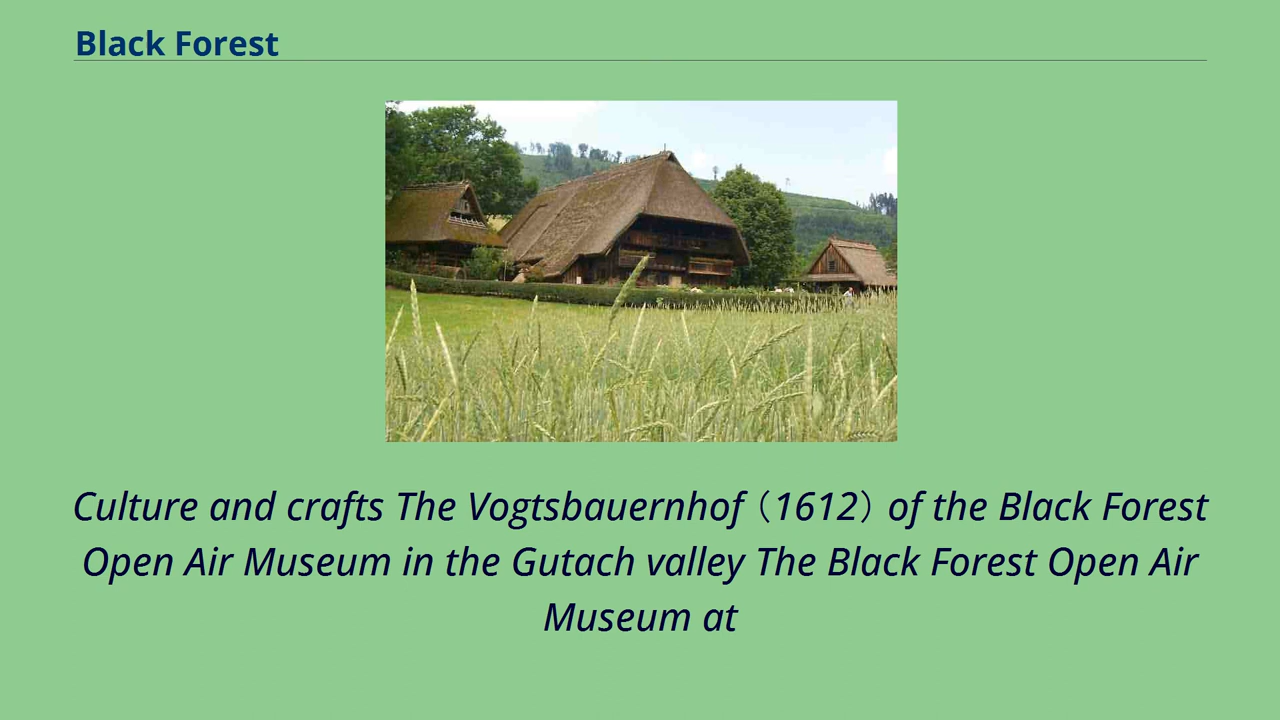 Black Forest
Culture and crafts The Vogtsbauernhof（1612）of the Black Forest
Open Air Museum in the Gutach valley The Black Forest Open Air
Museum at